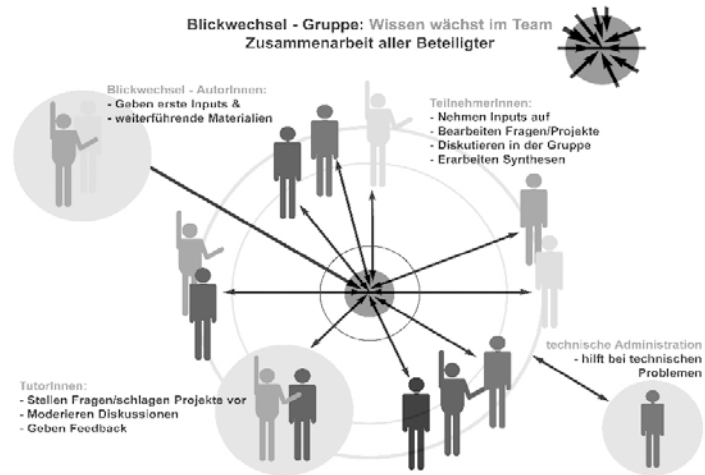 Blickwechsel - Gruppe: Wissen wächst im Team
Zusammenarbeit aller Beteiligter
Blickwechsel - AutorInnen:
- Geben erste Inputs &
- weiterführende Materialien
TeilnehmerInnen:
- Nehmen Inputs auf
- Bearbeiten Fragen/Projekte
- Diskutieren in der Gruppe
- Erarbeiten Synthesen
technische Administration
- hilft bei technischen
Problemen
TutorInnen:
- Stellen Fragen/schlagen Projekte vor
- Moderieren Diskussionen
- Geben Feedback